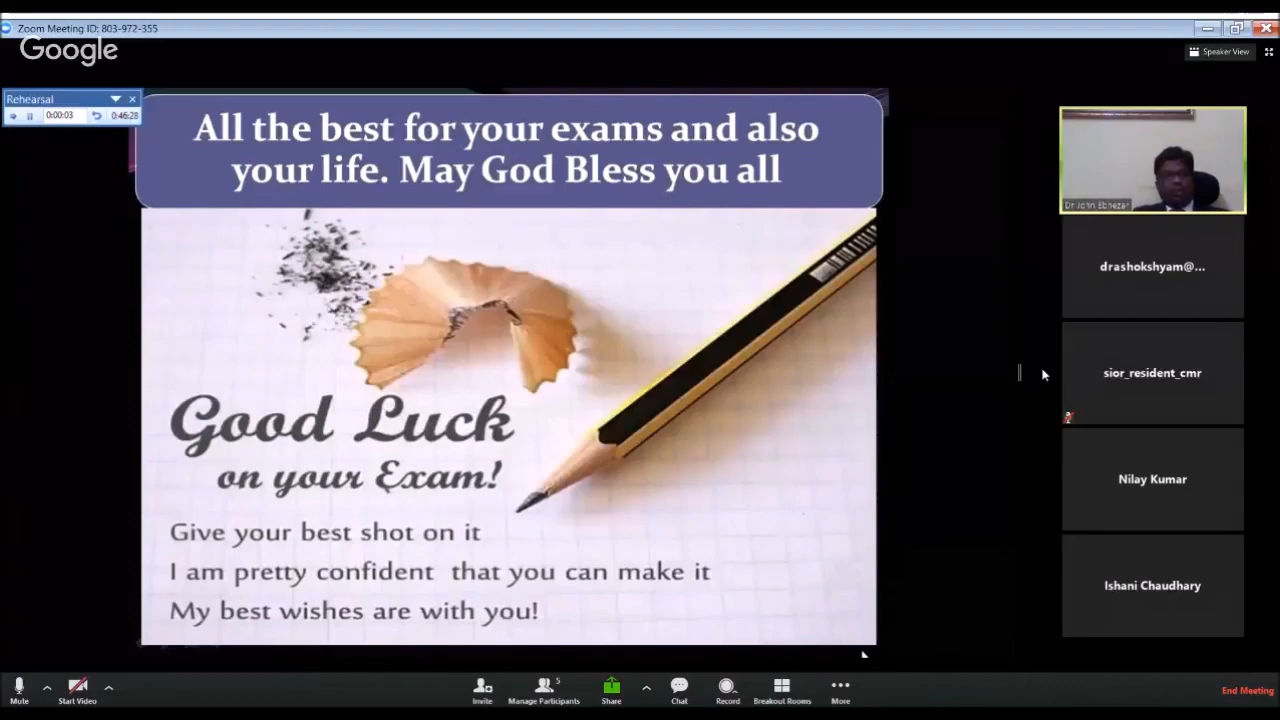 Zoom Meeting ID: 803-972-355
Google
Speaker View
Rehearsal
0:00:03
0:46:28
All the best for your exams and also
your life. May God Bless you all
Good Luck
on your Exam!
Give your best shot on it
I am pretty confident that you can make it
My best wishes are with you!
Dr John Ebnezar
drashokshyam@...
sior_resident_cmr
Nilay Kumar
Ishani Chaudhary
Mute
Start Video
Invite
5
Manage Participants
Share
Chat
Record
Breakout Rooms
More
End Meeting